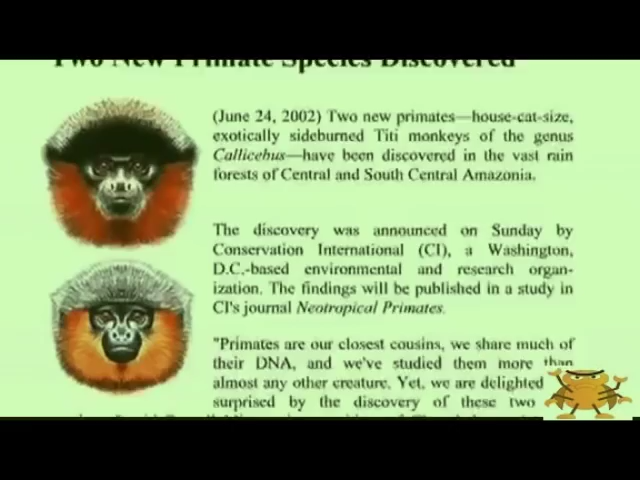 Two New Primate Species Discovered
(June 24, 2002) Two new primates—house-cat-size,
exotically sideburned Titi monkeys of the genus
Callicebus—have been discovered in the vast rain
forests of Central and South Central Amazonia.
The discovery was announced on Sunday by
Conservation International (CI), a Washington,
D.C.-based environmental and research organ-
ization. The findings will be published in a study in
CI's journal Neotropical Primates.
"Primates are our closest cousins, we share much of
their DNA, and we've studied them more than
almost any other creature. Yet, we are delighted
surprised by the discovery of these two